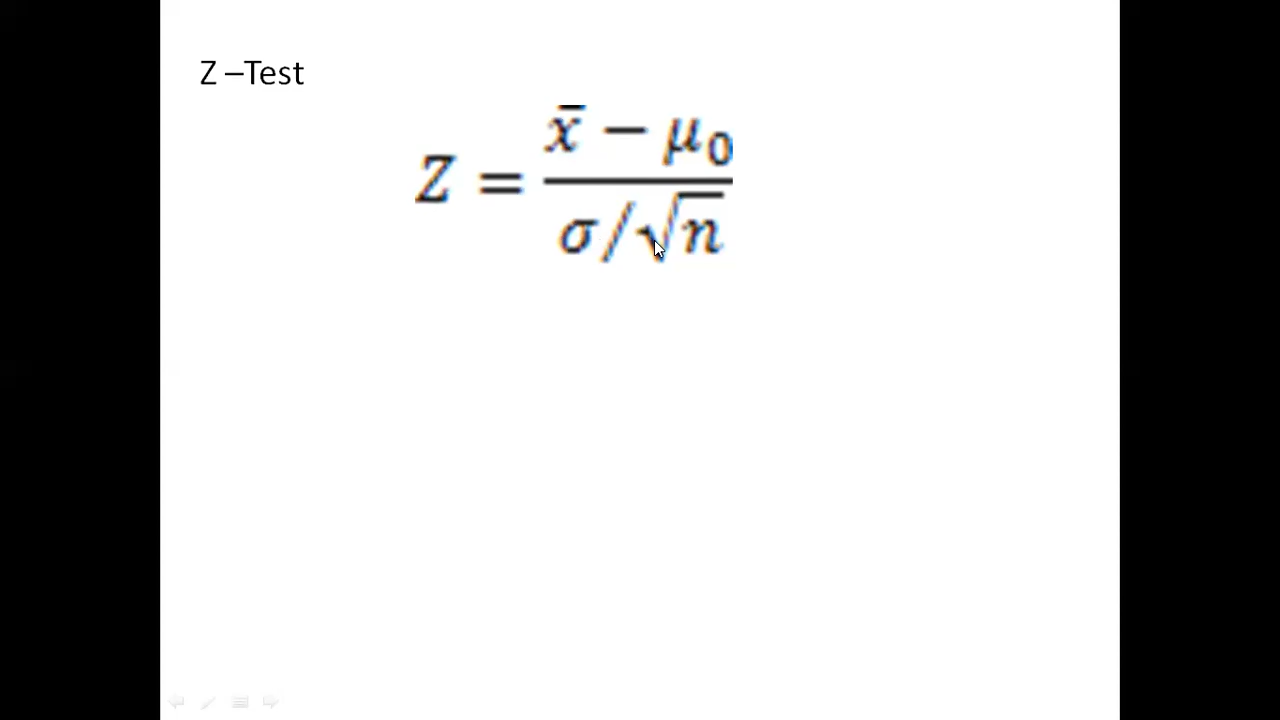 Z –Test
Z = (x̄ − μ₀) / (σ/√n)